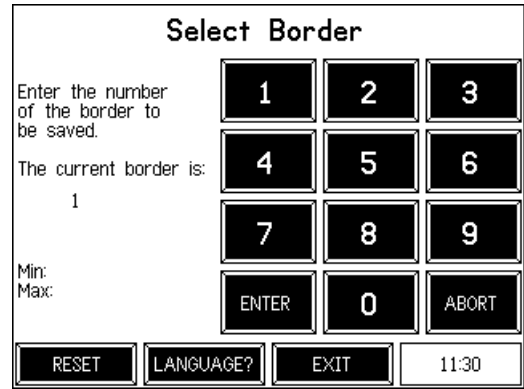 Select Border
Enter the number
of the border to
be saved.
The current border is:
1
Min:
Max:
1 2 3
4 5 6
7 8 9
ENTER 0 ABORT
RESET LANGUAGE? EXIT 11:30